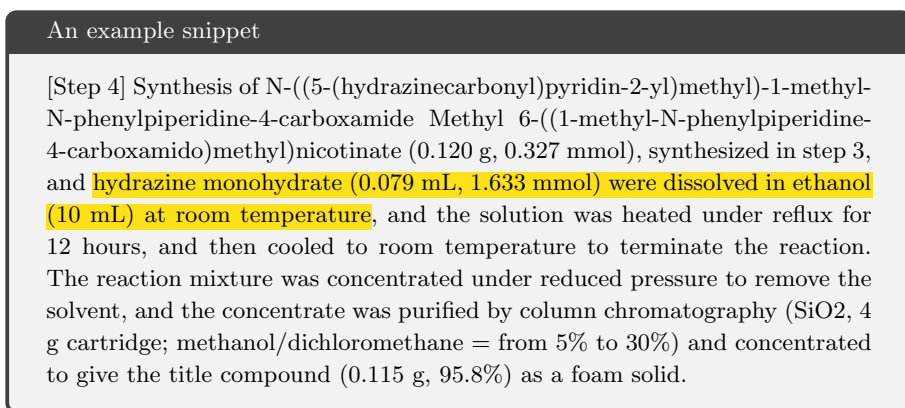 An example snippet
[Step 4] Synthesis of N-((5-(hydrazinecarbonyl)pyridin-2-yl)methyl)-1-methyl-
N-phenylpiperidine-4-carboxamide Methyl 6-((1-methyl-N-phenylpiperidine-
4-carboxamido)methyl)nicotinate (0.120 g, 0.327 mmol), synthesized in step 3,
and hydrazine monohydrate (0.079 mL, 1.633 mmol) were dissolved in ethanol
(10 mL) at room temperature, and the solution was heated under reflux for
12 hours, and then cooled to room temperature to terminate the reaction.
The reaction mixture was concentrated under reduced pressure to remove the
solvent, and the concentrate was purified by column chromatography (SiO2, 4
g cartridge; methanol/dichloromethane = from 5% to 30%) and concentrated
to give the title compound (0.115 g, 95.8%) as a foam solid.